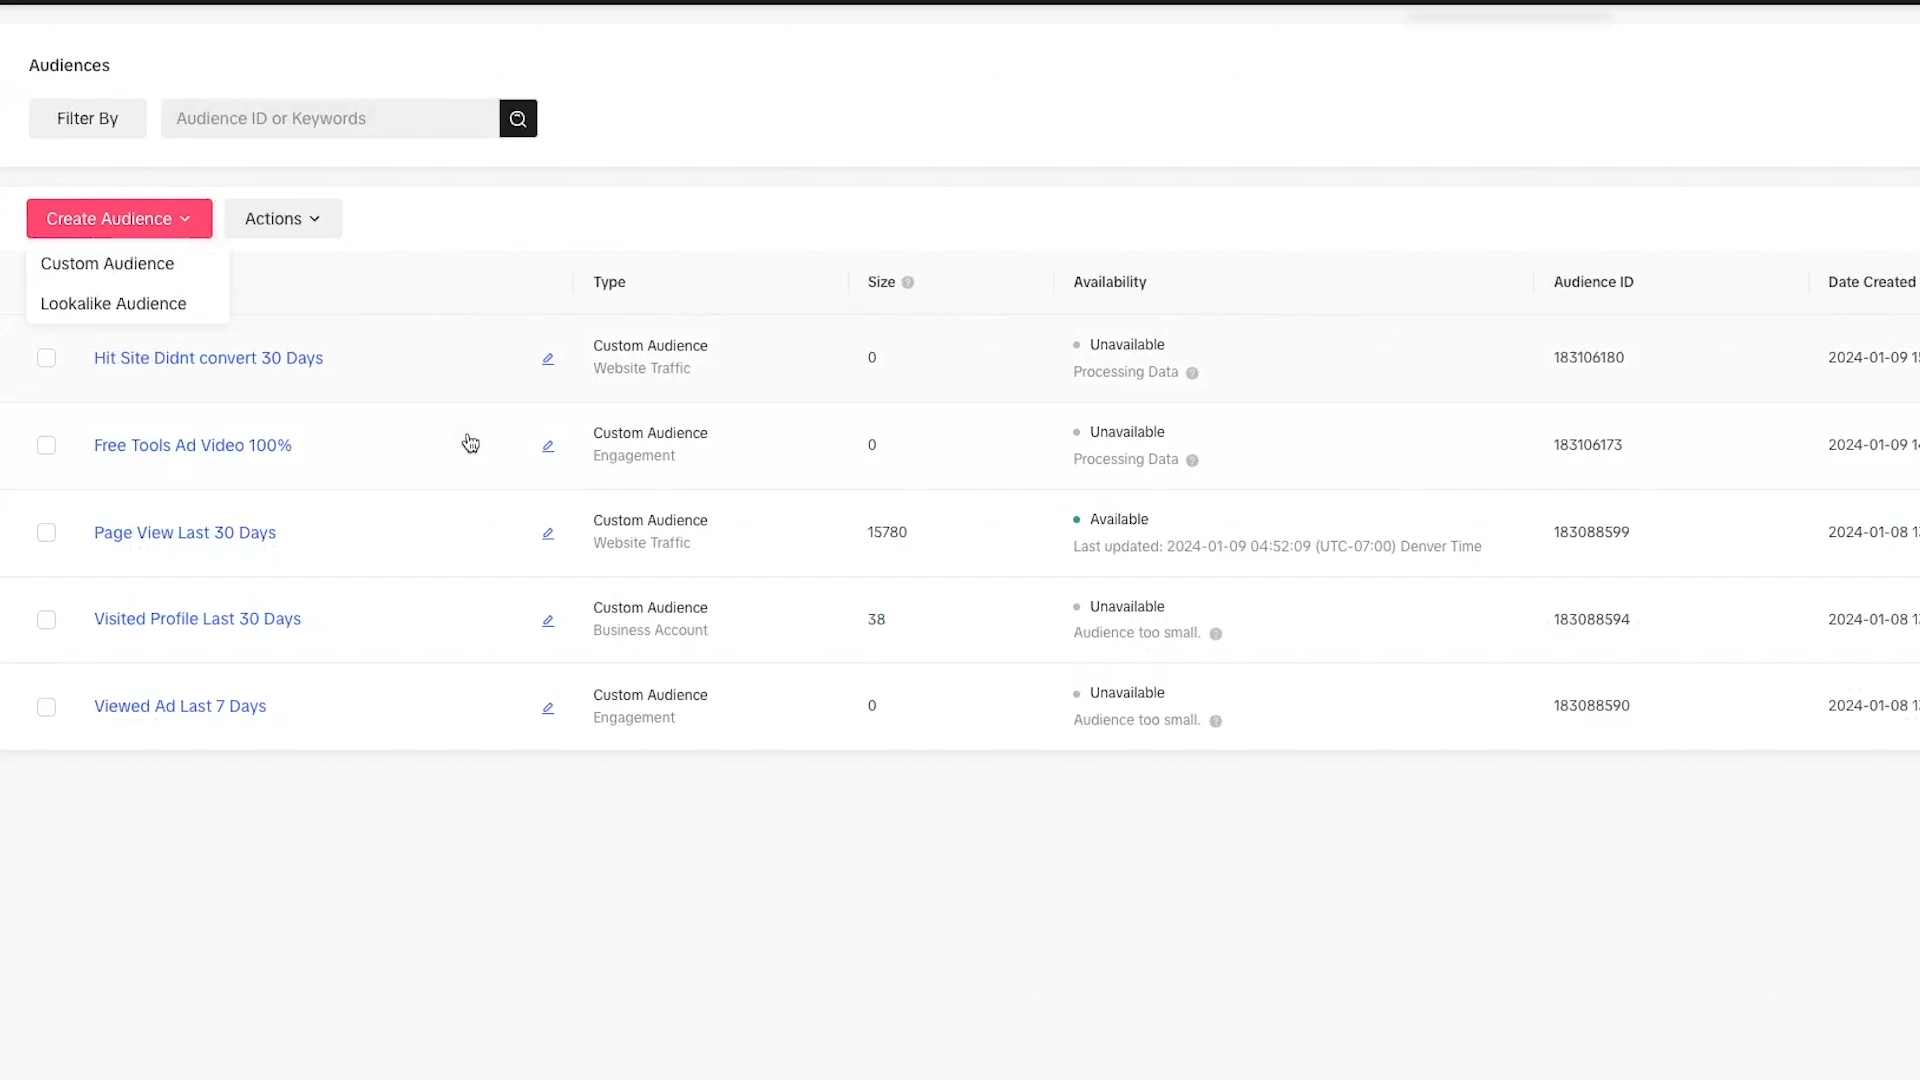 Audiences
Filter By
Audience ID or Keywords
Create Audience
Actions
Custom Audience
Lookalike Audience
Type
Size
Availability
Audience ID
Date Created
Hit Site Didnt convert 30 Days
Custom Audience
Website Traffic
0
Unavailable
Processing Data
183106180
2024-01-09 1
Free Tools Ad Video 100%
Custom Audience
Engagement
0
Unavailable
Processing Data
183106173
2024-01-09 1
Page View Last 30 Days
Custom Audience
Website Traffic
15780
Available
Last updated: 2024-01-09 04:52:09 (UTC-07:00) Denver Time
183088599
2024-01-08 1
Visited Profile Last 30 Days
Custom Audience
Business Account
38
Unavailable
Audience too small.
183088594
2024-01-08 1
Viewed Ad Last 7 Days
Custom Audience
Engagement
0
Unavailable
Audience too small.
183088590
2024-01-08 1